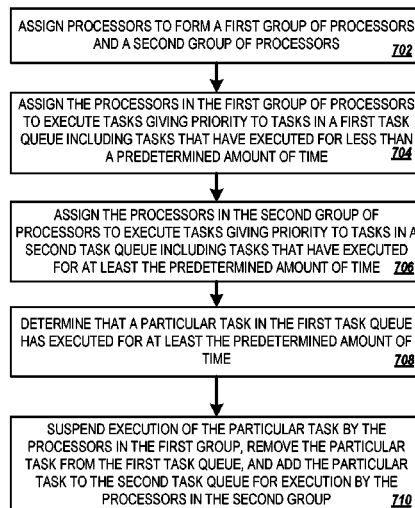 ASSIGN PROCESSORS TO FORM A FIRST GROUP OF PROCESSORS
AND A SECOND GROUP OF PROCESSORS 702
ASSIGN THE PROCESSORS IN THE FIRST GROUP OF PROCESSORS
TO EXECUTE TASKS GIVING PRIORITY TO TASKS IN A FIRST TASK
QUEUE INCLUDING TASKS THAT HAVE EXECUTED FOR LESS THAN
A PREDETERMINED AMOUNT OF TIME 704
ASSIGN THE PROCESSORS IN THE SECOND GROUP OF
PROCESSORS TO EXECUTE TASKS GIVING PRIORITY TO TASKS IN A
SECOND TASK QUEUE INCLUDING TASKS THAT HAVE EXECUTED
FOR AT LEAST THE PREDETERMINED AMOUNT OF TIME 706
DETERMINE THAT A PARTICULAR TASK IN THE FIRST TASK QUEUE
HAS EXECUTED FOR AT LEAST THE PREDETERMINED AMOUNT OF
TIME 708
SUSPEND EXECUTION OF THE PARTICULAR TASK BY THE
PROCESSORS IN THE FIRST GROUP, REMOVE THE PARTICULAR
TASK FROM THE FIRST TASK QUEUE, AND ADD THE PARTICULAR
TASK TO THE SECOND TASK QUEUE FOR EXECUTION BY THE
PROCESSORS IN THE SECOND GROUP 710